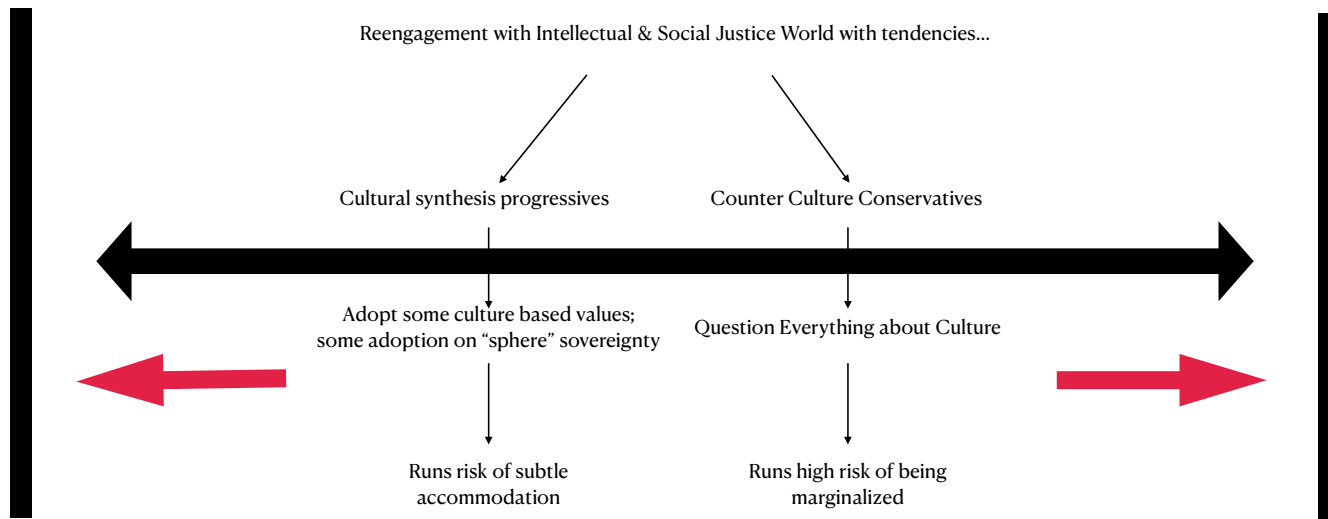 Reengagement with Intellectual & Social Justice World with tendencies...
Cultural synthesis progressives
Counter Culture Conservatives
Adopt some culture based values;
some adoption on “sphere” sovereignty
Question Everything about Culture
Runs risk of subtle
accommodation
Runs high risk of being
marginalized